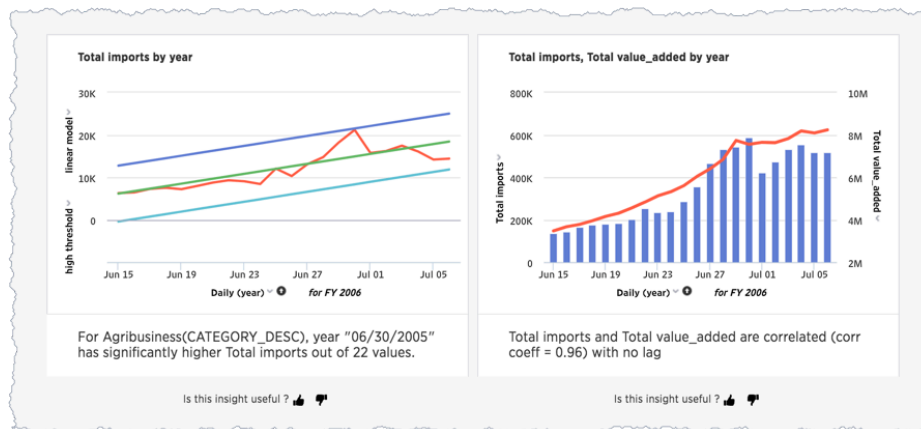 Total imports by year
30K
20K
10K
0
linear model
high threshold
Jun 15 Jun 19 Jun 23 Jun 27 Jul 01 Jul 05
Daily (year) for FY 2006
For Agribusiness(CATEGORY_DESC), year "06/30/2005"
has significantly higher Total imports out of 22 values.
Is this insight useful ?
Total imports, Total value_added by year
800K
600K
400K
200K
0
Total imports
10M
8M
6M
4M
2M
Total value_added
Jun 15 Jun 19 Jun 23 Jun 27 Jul 01 Jul 05
Daily (year) for FY 2006
Total imports and Total value_added are correlated (corr
coeff = 0.96) with no lag
Is this insight useful ?